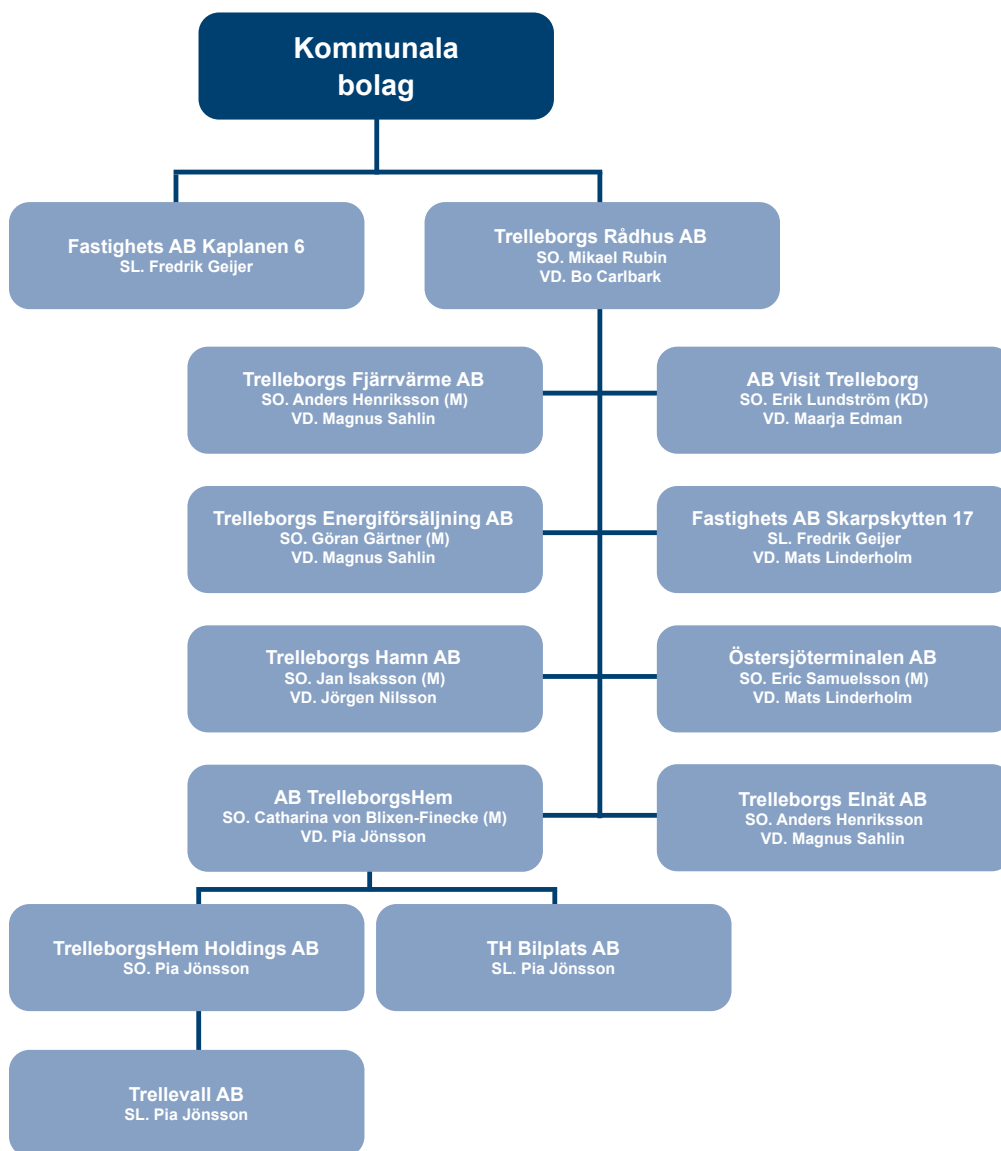 Kommunala
bolag
Fastighets AB Kaplanen 6
SL. Fredrik Geijer
Trelleborgs Rådhus AB
SO. Mikael Rubin
VD. Bo Carlbark
Trelleborgs Fjärrvärme AB
SO. Anders Henriksson (M)
VD. Magnus Sahlin
AB Visit Trelleborg
SO. Erik Lundström (KD)
VD. Maarja Edman
Trelleborgs Energiförsäljning AB
SO. Göran Gärtner (M)
VD. Magnus Sahlin
Fastighets AB Skarpskytten 17
SL. Fredrik Geijer
VD. Mats Linderholm
Trelleborgs Hamn AB
SO. Jan Isaksson (M)
VD. Jörgen Nilsson
Östersjöterminalen AB
SO. Eric Samuelsson (M)
VD. Mats Linderholm
AB TrelleborgsHem
SO. Catharina von Blixen-Finecke (M)
VD. Pia Jönsson
Trelleborgs Elnät AB
SO. Anders Henriksson
VD. Magnus Sahlin
TrelleborgsHem Holdings AB
SO. Pia Jönsson
TH Bilplats AB
SL. Pia Jönsson
Trellevall AB
SL. Pia Jönsson